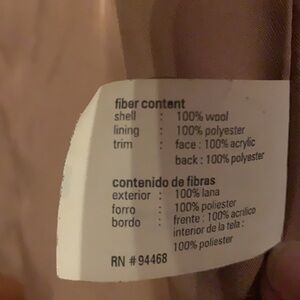 fiber content
shell : 100% wool
lining : 100% polyester
trim : face : 100% acrylic
back : 100% polyester
contenido de fibras
exterior : 100% lana
forro : 100% poliester
bordo : frente : 100% acrilico
interior de la tela :
100% poliester
RN # 94468